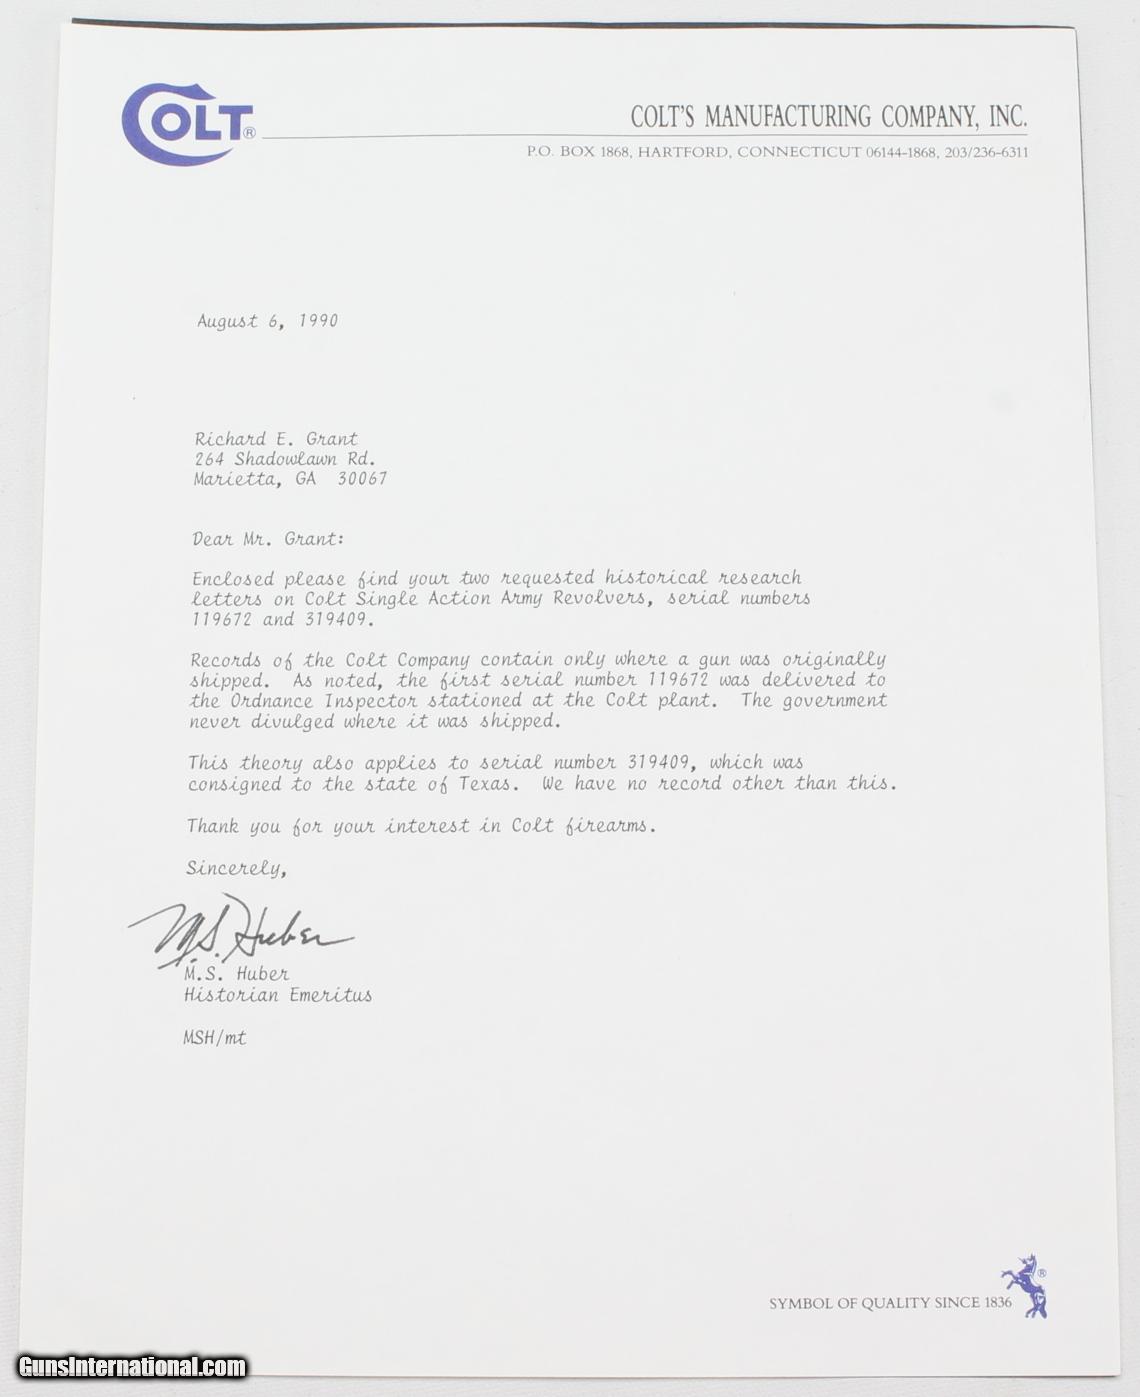 COLT®
COLT'S MANUFACTURING COMPANY, INC.
P.O. BOX 1868, HARTFORD, CONNECTICUT 06144-1868, 203/236-6311
August 6, 1990
Richard E. Grant
264 Shadowlawn Rd.
Marietta, GA 30067
Dear Mr. Grant:
Enclosed please find your two requested historical research
letters on Colt Single Action Army Revolvers, serial numbers
119672 and 319409.
Records of the Colt Company contain only where a gun was originally
shipped. As noted, the first serial number 119672 was delivered to
the Ordnance Inspector stationed at the Colt plant. The government
never divulged where it was shipped.
This theory also applies to serial number 319409, which was
consigned to the state of Texas. We have no record other than this.
Thank you for your interest in Colt firearms.
Sincerely,
M.S. Huber
M.S. Huber
Historian Emeritus
MSH/mt
SYMBOL OF QUALITY SINCE 1836 ®
GunsInternational.com